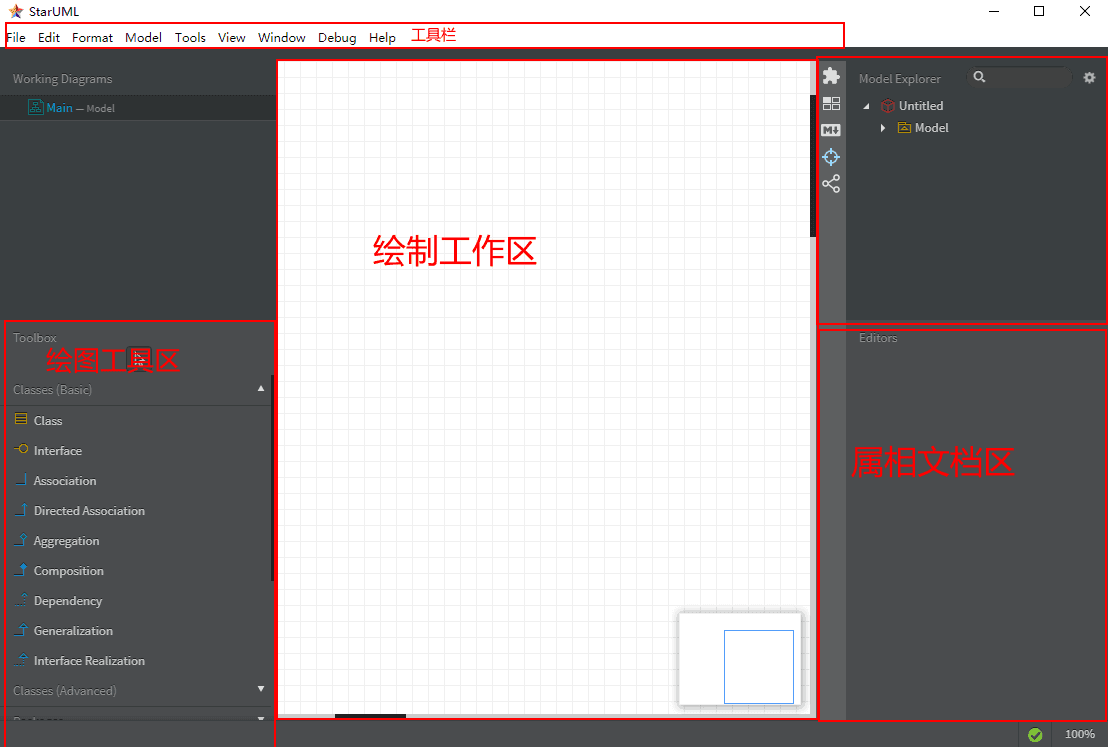 StarUML
File Edit Format Model Tools View Window Debug Help 工具栏
Working Diagrams
Main — Model
Model Explorer
Untitled
Model
M
绘制工作区
Toolbox
绘图工具区
Classes (Basic)
Class
Interface
Association
Directed Association
Aggregation
Composition
Dependency
Generalization
Interface Realization
Classes (Advanced)
Editors
属相文档区
100%